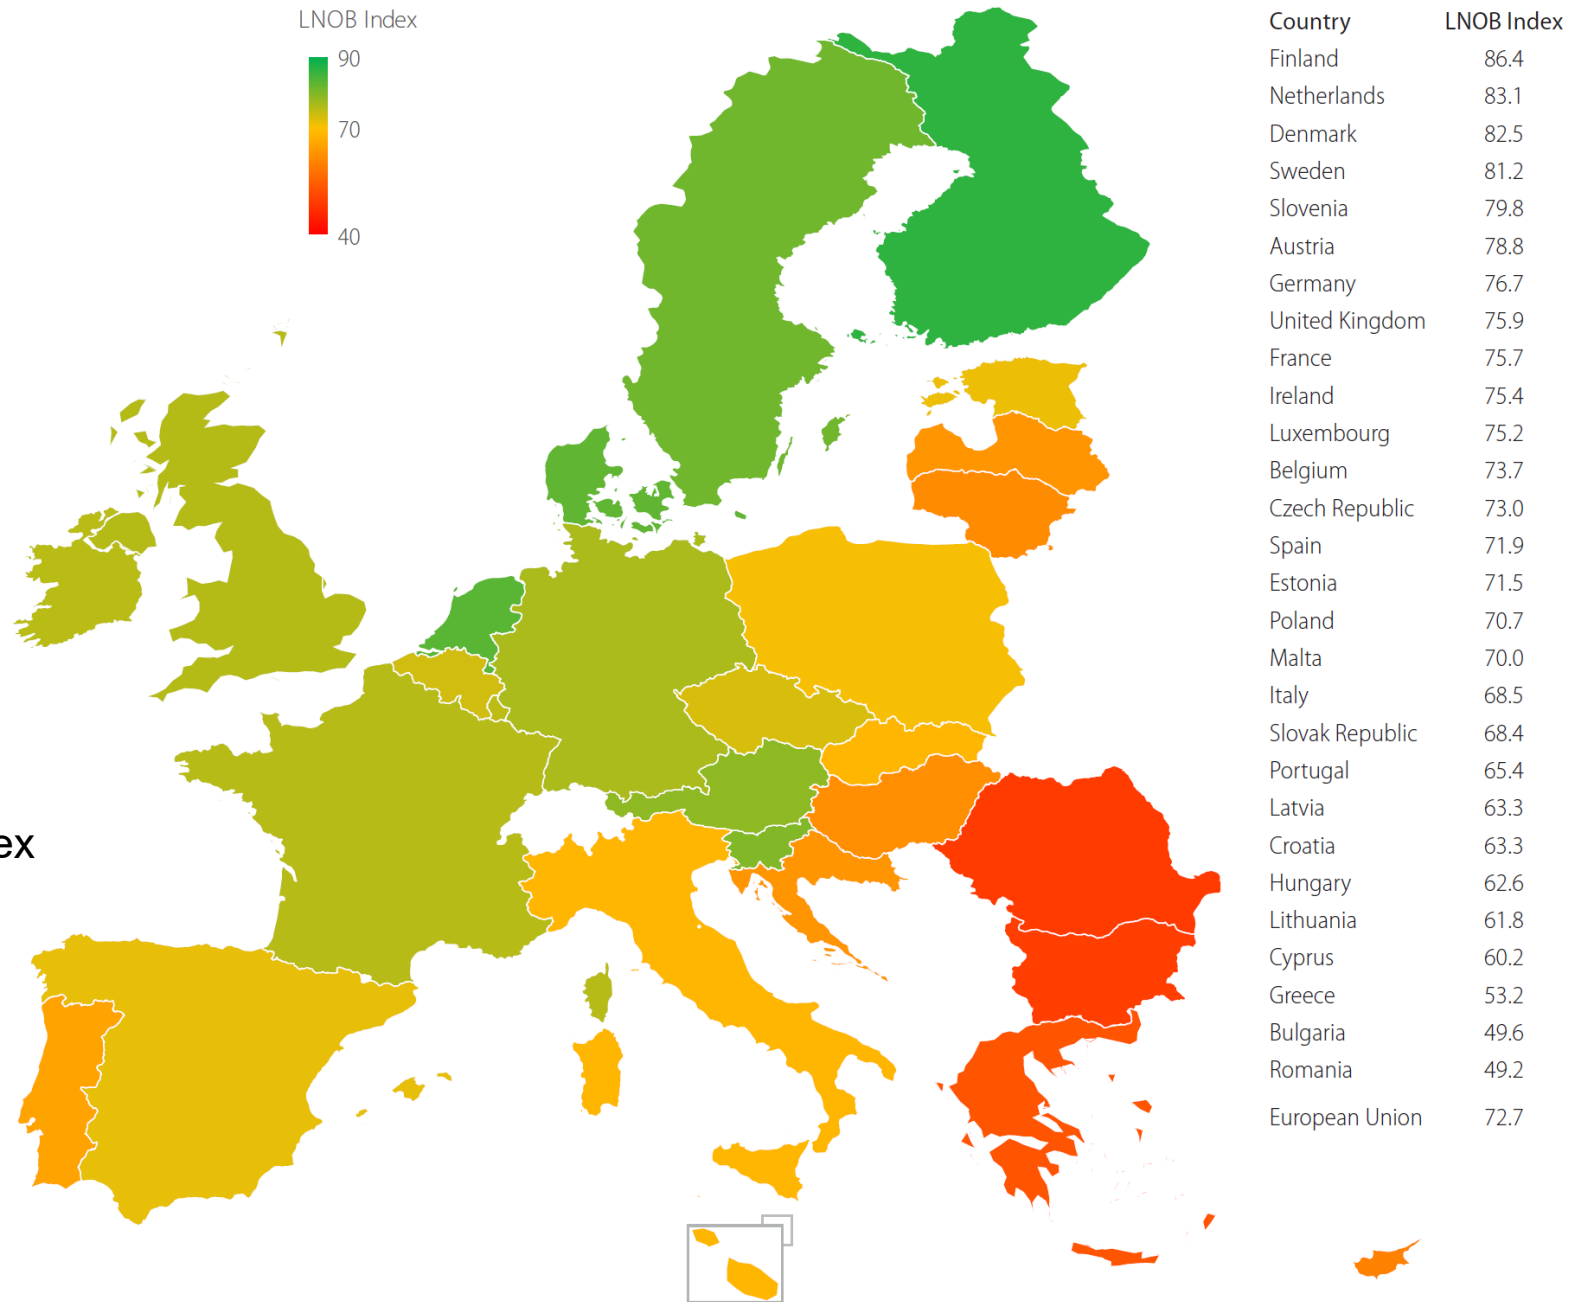 LNOB Index
90
70
40
ex
Country LNOB Index
Finland 86.4
Netherlands 83.1
Denmark 82.5
Sweden 81.2
Slovenia 79.8
Austria 78.8
Germany 76.7
United Kingdom 75.9
France 75.7
Ireland 75.4
Luxembourg 75.2
Belgium 73.7
Czech Republic 73.0
Spain 71.9
Estonia 71.5
Poland 70.7
Malta 70.0
Italy 68.5
Slovak Republic 68.4
Portugal 65.4
Latvia 63.3
Croatia 63.3
Hungary 62.6
Lithuania 61.8
Cyprus 60.2
Greece 53.2
Bulgaria 49.6
Romania 49.2
European Union 72.7